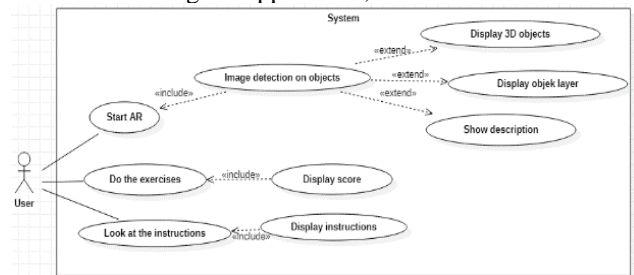 System
Display 3D objects
«extend»
Image detection on objects
«extend»
Display objek layer
«include»
«extend»
Start AR
Show description
Do the exercises
«include»
Display score
User
Look at the instructions
«include»
Display instructions